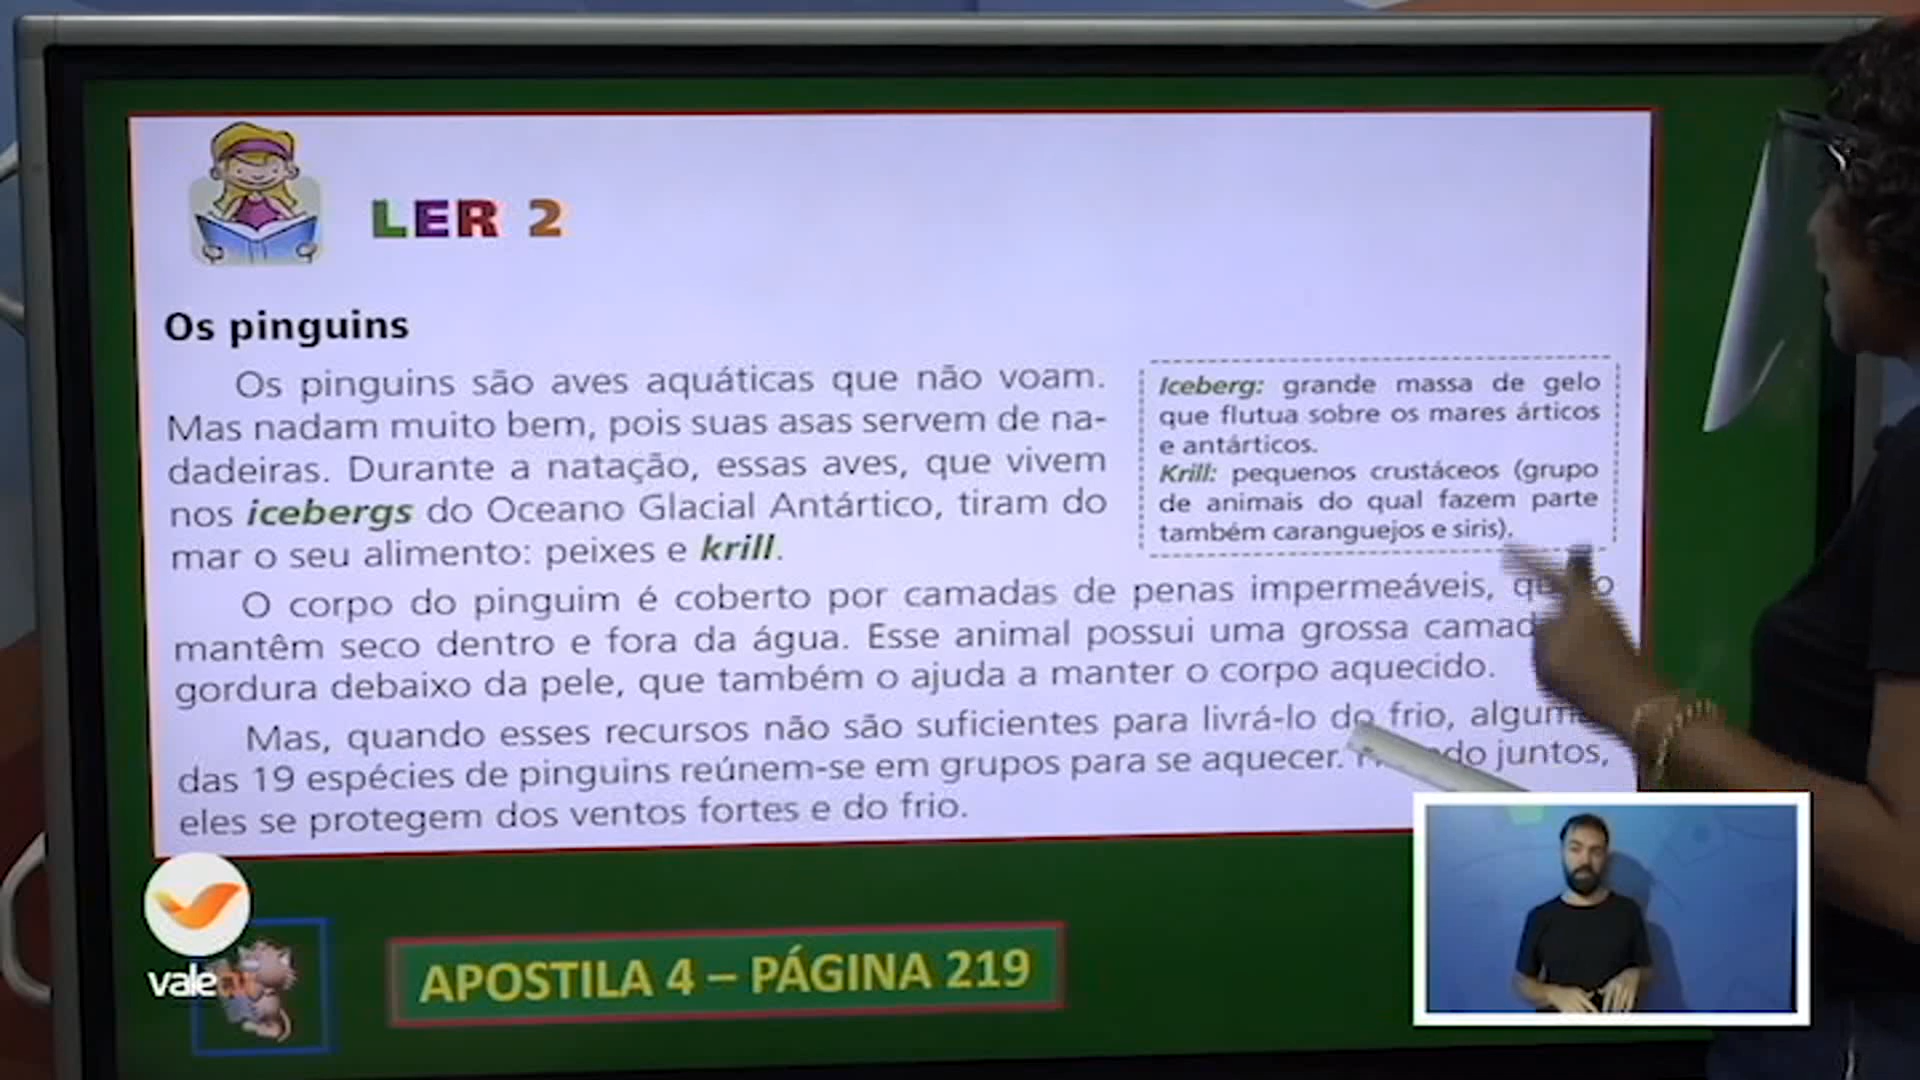 LER 2
Os pinguins
Os pinguins são aves aquáticas que não voam.
Mas nadam muito bem, pois suas asas servem de na-
dadeiras. Durante a natação, essas aves, que vivem
nos icebergs do Oceano Glacial Antártico, tiram do
mar o seu alimento: peixes e krill.
Iceberg: grande massa de gelo
que flutua sobre os mares árticos
e antárticos.
Krill: pequenos crustáceos (grupo
de animais do qual fazem parte
também caranguejos e siris).
O corpo do pinguim é coberto por camadas de penas impermeáveis,
mantêm seco dentro e fora da água. Esse animal possui uma grossa
gordura debaixo da pele, que também o ajuda a manter o corpo aquecido.
Mas, quando esses recursos não são suficientes para livrá-lo do frio,
das 19 espécies de pinguins reúnem-se em grupos para se aquecer. juntos,
eles se protegem dos ventos fortes e do frio.
vale tv
APOSTILA 4 – PÁGINA 219